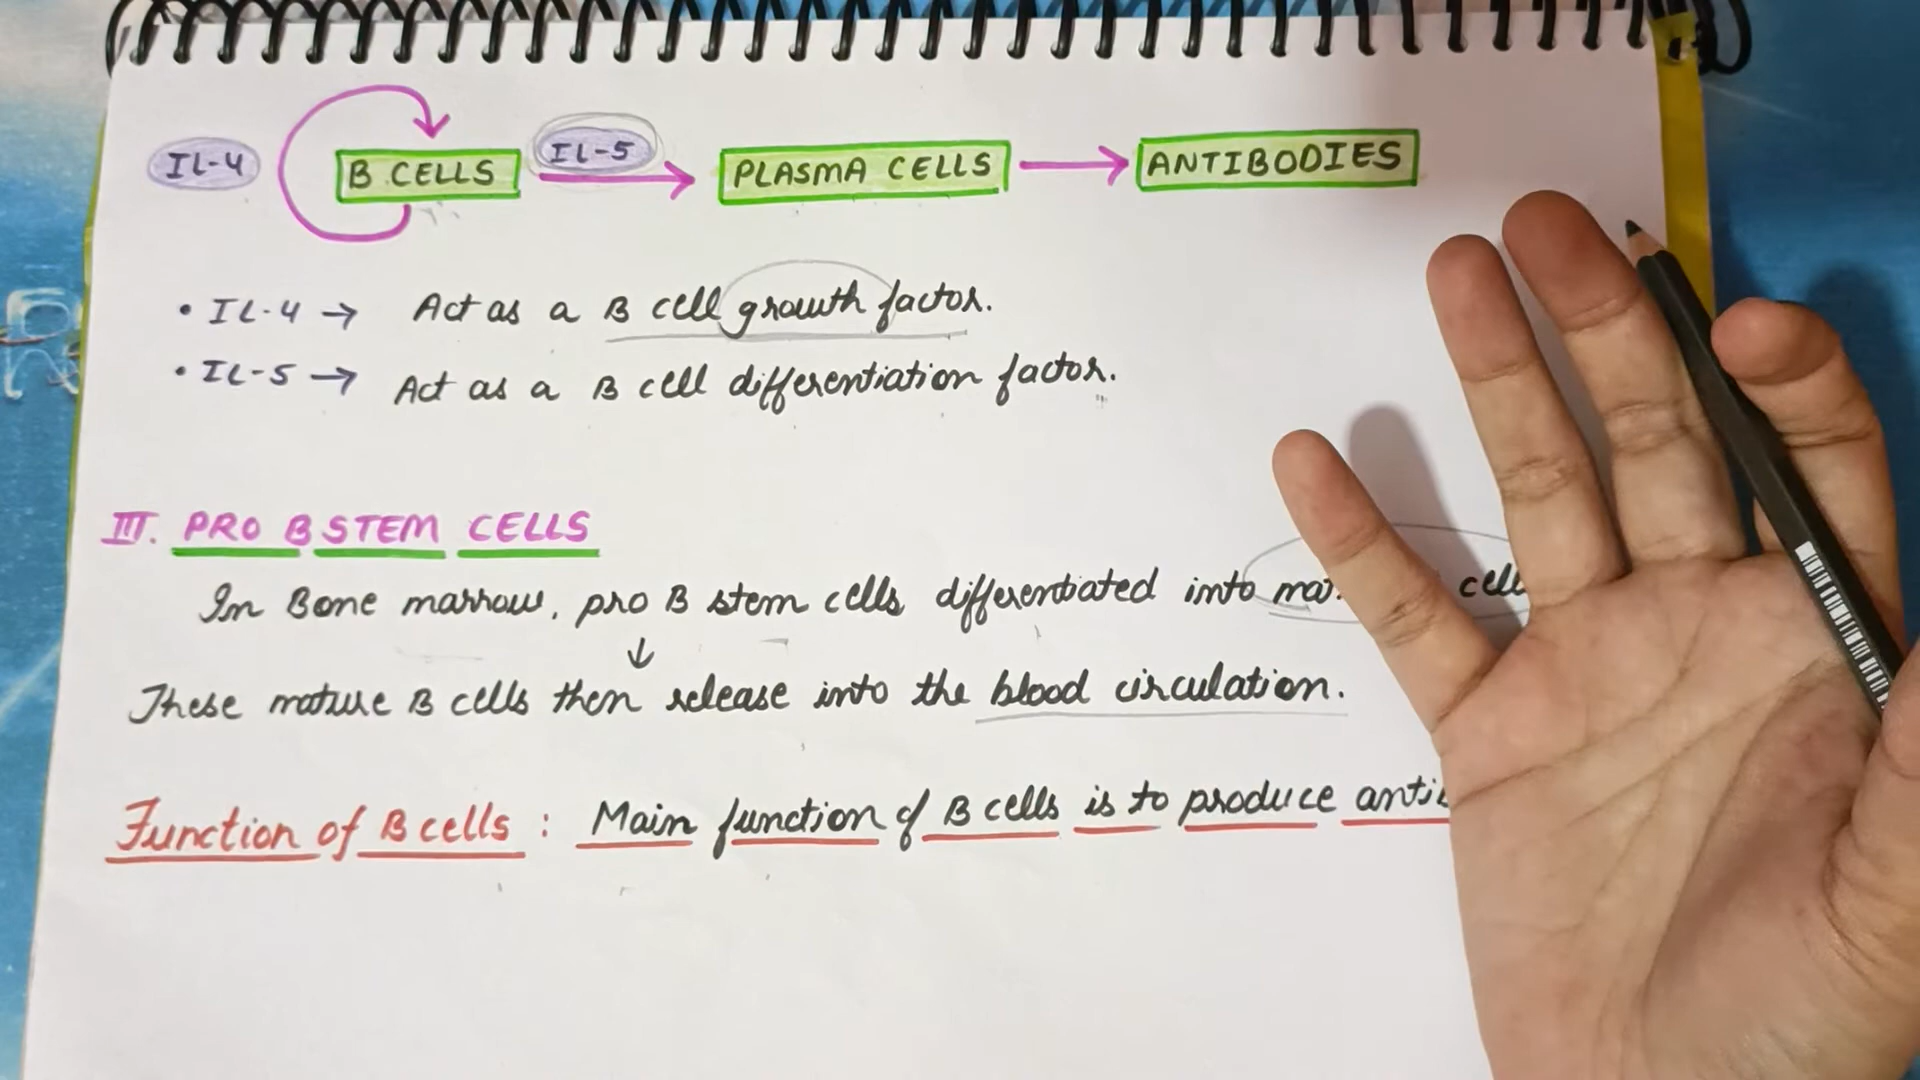 IL-4 B CELLS IL-5 PLASMA CELLS ANTIBODIES
• IL-4 → Act as a B cell growth factor.
• IL-5 → Act as a B cell differentiation factor.
III. PRO B STEM CELLS
In Bone marrow, pro B stem cells differentiated into
↓
These mature B cells then release into the blood circulation.
Function of B cells : Main function of B cells is to produce